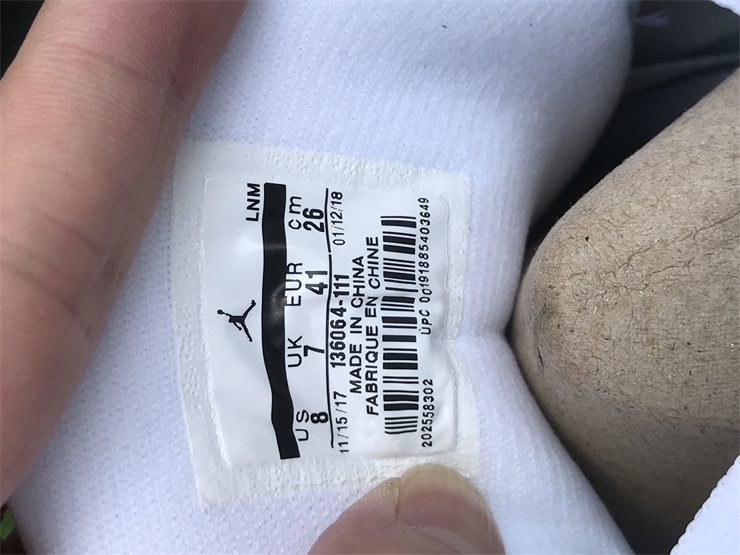 LNM
US UK EUR cm
8 7 41 26
11/15/17 136064-111 01/12/18
MADE IN CHINA
FABRIQUE EN CHINE
202558302 UPC 00191885403649